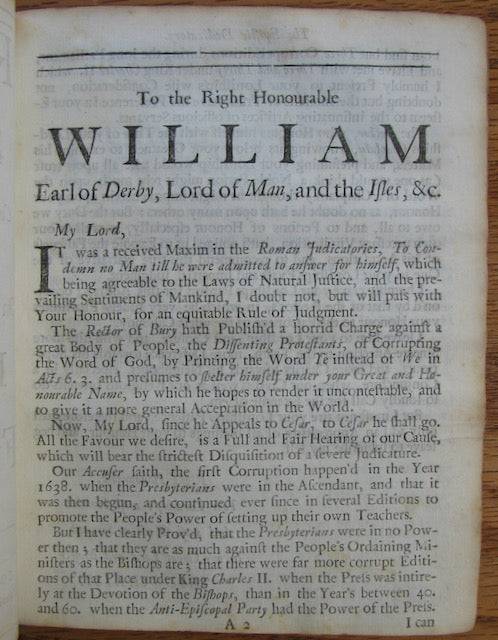 To the Right Honourable
WILLIAM
Earl of Derby, Lord of Man, and the Iſles, &c.
My Lord,
IT was a received Maxim in the Roman Judicatories, To Con-
demn no Man till he were admitted to anſwer for himſelf, which
being agreeable to the Laws of Natural Juſtice, and the pre-
vailing Sentiments of Mankind, I doubt not, but will paſs with
Your Honour, for an equitable Rule of Judgment.
The Rector of Bury hath Publiſh'd a horrid Charge againſt a
great Body of People, the Diſſenting Proteſtants, of Corrupting
the Word of God, by Printing the Word Ye inſtead of We in
Acts 6. 3. and preſumes to ſhelter himſelf under your Great and Ho-
nourable Name, by which he hopes to render it unconteſtable, and
to give it a more general Acceptation in the World.
Now, My Lord, ſince he Appeals to Ceſar, to Ceſar he ſhall go.
All the Favour we deſire, is a Full and Fair Hearing of our Cauſe,
which will bear the ſtricteſt Diſquiſition of a ſevere Judicature.
Our Accuſer ſaith, the firſt Corruption happen'd in the Year
1638. when the Presbyterians were in the Aſcendant, and that it
was then begun, and continued ever ſince in ſeveral Editions to
promote the People's Power of ſetting up their own Teachers.
But I have clearly Prov'd, that the Presbyterians were in no Pow-
er then; that they are as much againſt the People's Ordaining Mi-
niſters as the Biſhops are; that there were far more corrupt Editi-
ons of that Place under King Charles II. when the Preſs was intire-
ly at the Devotion of the Biſhops, than in the Year's between 40.
and 60. when the Anti-Epiſcopal Party had the Power of the Preſs.
A 2 I can